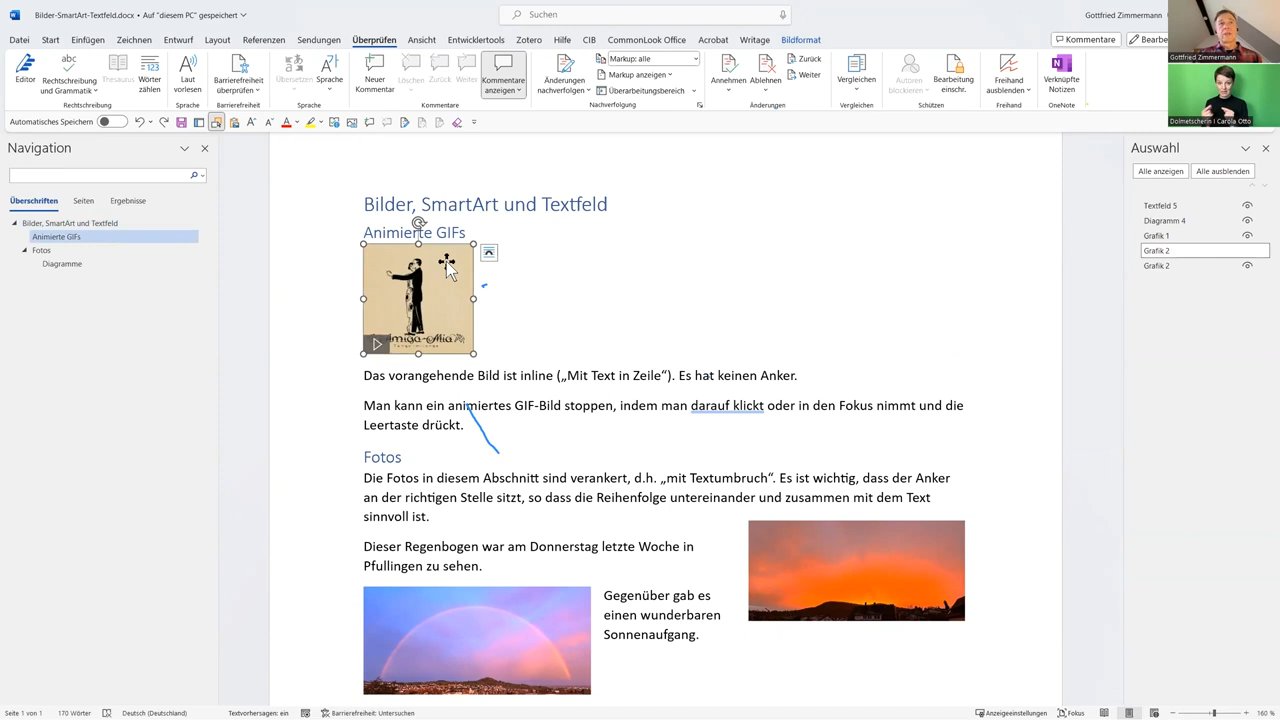 Bilder-SmartArt-Textfeld.docx • Auf "diesem PC" gespeichert
Suchen
Gottfried Zimmermann
Datei Start Einfügen Zeichnen Entwurf Layout Referenzen Sendungen Überprüfen Ansicht Entwicklertools Zotero Hilfe CIB CommonLook Office Acrobat Writage Bildformat
Kommentare
Bearbe
Editor
Rechtschreibung und Grammatik
Thesaurus
Wörter zählen
Rechtschreibung
Laut vorlesen
Sprache
Barrierefreiheit überprüfen
Barrierefreiheit
Übersetzen
Sprache
Sprache
Neuer Kommentar
Löschen
Zurück
Weiter
Kommentare anzeigen
Kommentare
Änderungen nachverfolgen
Markup: alle
Markup anzeigen
Überarbeitungsbereich
Nachverfolgung
Annehmen
Ablehnen
Zurück
Weiter
Änderungen
Vergleichen
Vergleichen
Autoren blockieren
Bearbeitung einschr.
Schützen
Freihand ausblenden
Freihand
Verknüpfte Notizen
OneNote
Gottfried Zimmermann
Dolmetscherin I Carola Otto
Automatisches Speichern
Navigation
Überschriften Seiten Ergebnisse
Bilder, SmartArt und Textfeld
Animierte GIFs
Fotos
Diagramme
Bilder, SmartArt und Textfeld
Animierte GIFs
Amiga-Mia
Das vorangehende Bild ist inline („Mit Text in Zeile“). Es hat keinen Anker.
Man kann ein animiertes GIF-Bild stoppen, indem man darauf klickt oder in den Fokus nimmt und die
Leertaste drückt.
Fotos
Die Fotos in diesem Abschnitt sind verankert, d.h. „mit Textumbruch“. Es ist wichtig, dass der Anker
an der richtigen Stelle sitzt, so dass die Reihenfolge untereinander und zusammen mit dem Text
sinnvoll ist.
Dieser Regenbogen war am Donnerstag letzte Woche in
Pfullingen zu sehen.
Gegenüber gab es
einen wunderbaren
Sonnenaufgang.
Auswahl
Alle anzeigen
Alle ausblenden
Textfeld 5
Diagramm 4
Grafik 1
Grafik 2
Grafik 2
Seite 1 von 1
170 Wörter
Deutsch (Deutschland)
Textvorhersagen: ein
Barrierefreiheit: Untersuchen
Anzeigeeinstellungen
Fokus
160 %